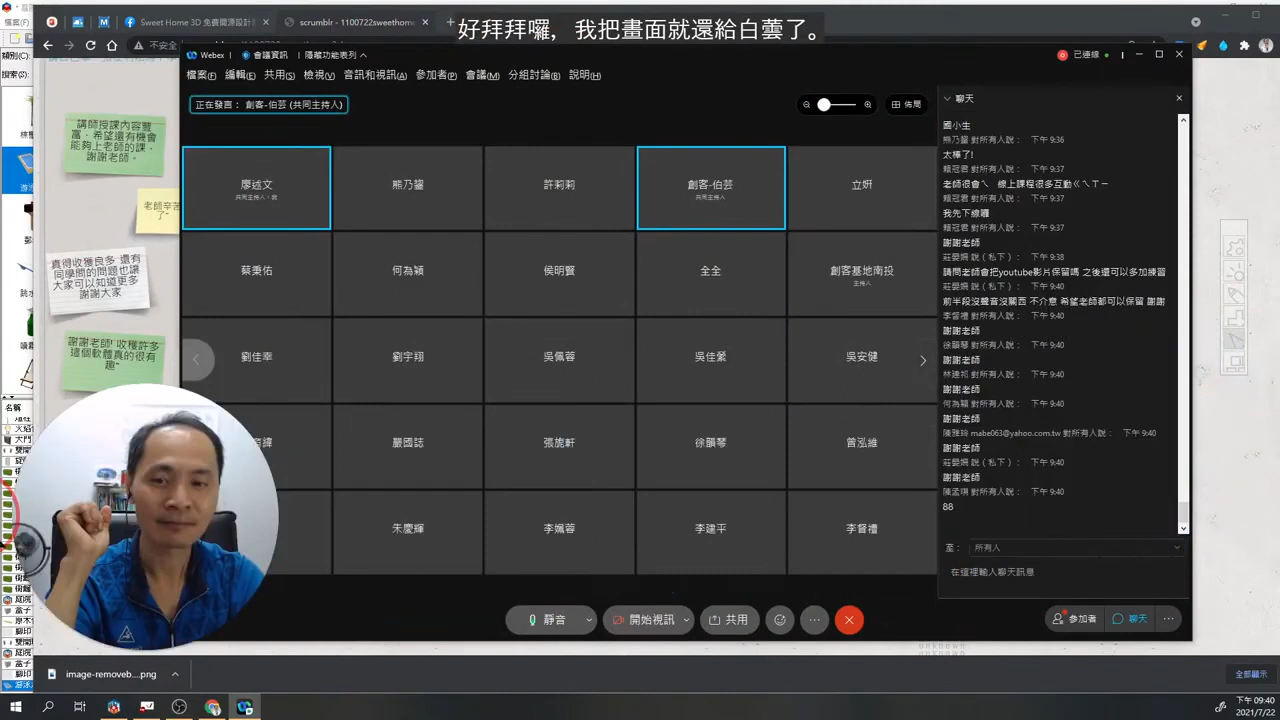 Sweet Home 3D 免費開源設計
scrumblr - 1100722sweethome
好拜拜囉，我把畫面就還給白蕓了。
不安全
Webex
會議資訊
隱藏功能表列
已連線
檔案(F)
編輯(E)
共用(S)
檢視(V)
音訊和視訊(A)
參加者(P)
會議(M)
分組討論(B)
說明(H)
正在發言： 創客-伯芸 (共同主持人)
佈局
講師授課內容豐
富，希望還有機會
能夠上老師的課，
謝謝老師。
老師辛苦
了~
真得收穫良多 還有
同學問的問題也讓
大家可以知道更多
謝謝大家
謝謝老師! 收穫許多
這個軟體真的很有
趣~
廖述文
共同主持人，我
熊乃鋆
許莉莉
創客-伯芸
共同主持人
立妍
蔡秉佑
何為穎
侯明賢
全全
創客基地南投
主持人
劉佳幸
劉宇翔
吳佩蓉
吳佳縈
吳安健
嚴國誌
張旎軒
徐韻琴
曾泓維
朱慶輝
李姵蓉
李建平
李督禮
聊天
國小生
熊乃鋆 對所有人說： 下午 9:36
太棒了!
賴冠君 對所有人說： 下午 9:37
老師很會ㄟ 線上課程很多互動ㄍㄟㄒㄧ
賴冠君 對所有人說： 下午 9:37
我先下線囉
賴冠君 對所有人說： 下午 9:37
謝謝老師
莊晏嫺 說（私下）： 下午 9:38
請問老師會把youtube影片保留嗎 之後還可以多加練習
莊晏嫺 說（私下）： 下午 9:40
前半段沒聲音沒關西 不介意 希望老師都可以保留 謝謝
李督禮 對所有人說： 下午 9:40
謝謝老師
徐韻琴 對所有人說： 下午 9:40
謝謝老師
林建祁 對所有人說： 下午 9:40
謝謝老師
何為穎 對所有人說： 下午 9:40
謝謝老師
陳雅玲 mabe063@yahoo.com.tw 對所有人說： 下午 9:40
謝謝老師
莊晏嫺 說（私下）： 下午 9:40
謝謝老師
陳孟琪 對所有人說： 下午 9:40
88
至： 所有人
在這裡輸入聊天訊息
靜音
開始視訊
共用
參加者
聊天
名稱
image-removeb....png
全部顯示
下午 09:40
2021/7/22